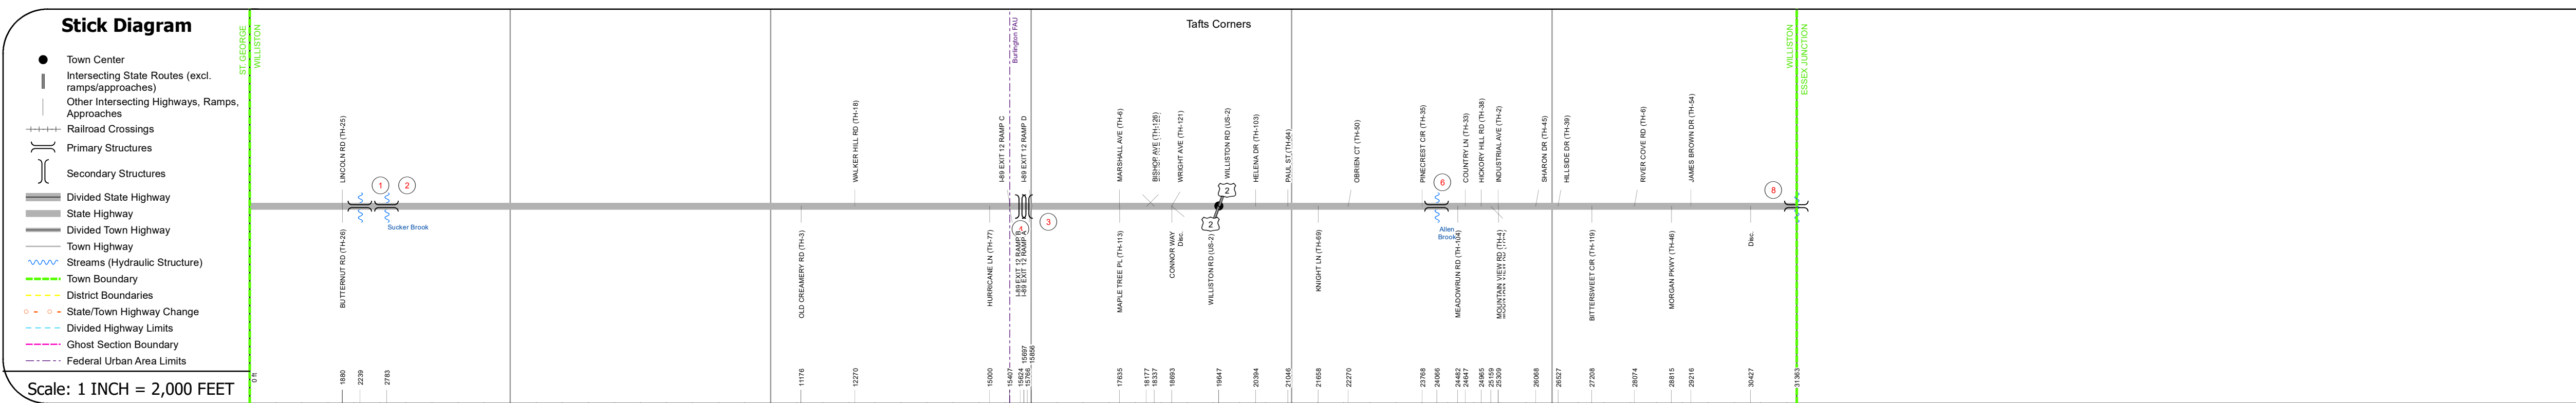 Stick Diagram
Town Center
Intersecting State Routes (excl.
ramps/approaches)
Other Intersecting Highways, Ramps,
Approaches
Railroad Crossings
Primary Structures
Secondary Structures
Divided State Highway
State Highway
Divided Town Highway
Town Highway
Streams (Hydraulic Structure)
Town Boundary
District Boundaries
State/Town Highway Change
Divided Highway Limits
Ghost Section Boundary
Federal Urban Area Limits
Scale: 1 INCH = 2,000 FEET
ST. GEORGE
WILLISTON
Burlington FAU
Tafts Corners
WILLISTON
ESSEX JUNCTION
LINCOLN RD (TH-25)
WALKER HILL RD (TH-18)
I-89 EXIT 12 RAMP C
I-89 EXIT 12 RAMP D
MARSHALL AVE (TH-6)
BISHOP AVE (TH-126)
WRIGHT AVE (TH-121)
WILLISTON RD (US-2)
HELENA DR (TH-103)
PAUL ST (TH-64)
OBRIEN CT (TH-50)
PINECREST CIR (TH-35)
COUNTRY LN (TH-33)
HICKORY HILL RD (TH-38)
INDUSTRIAL AVE (TH-2)
SHARON DR (TH-45)
HILLSIDE DR (TH-39)
RIVER COVE RD (TH-6)
JAMES BROWN DR (TH-54)
1
2
3
2
2
6
8
Sucker Brook
Allen
Brook
BUTTERNUT RD (TH-26)
OLD CREAMERY RD (TH-3)
HURRICANE LN (TH-77)
I-89 EXIT 12 RAMP B
I-89 EXIT 12 RAMP A
MAPLE TREE PL (TH-113)
CONNOR WAY
Disc.
WILLISTON RD (US-2)
KNIGHT LN (TH-69)
MEADOWRUN RD (TH-104)
MOUNTAIN VIEW RD (TH-4)
BITTERSWEET CIR (TH-119)
MORGAN PKWY (TH-46)
Disc.
0 ft
1880
2239
2783
11176
12270
15000
15407
15624
15697
15766
15856
17635
18177
18337
18693
19647
20394
21046
21658
22270
23768
24066
24482
24647
24965
25159
25309
26068
26527
27208
28074
28815
29216
30427
31363